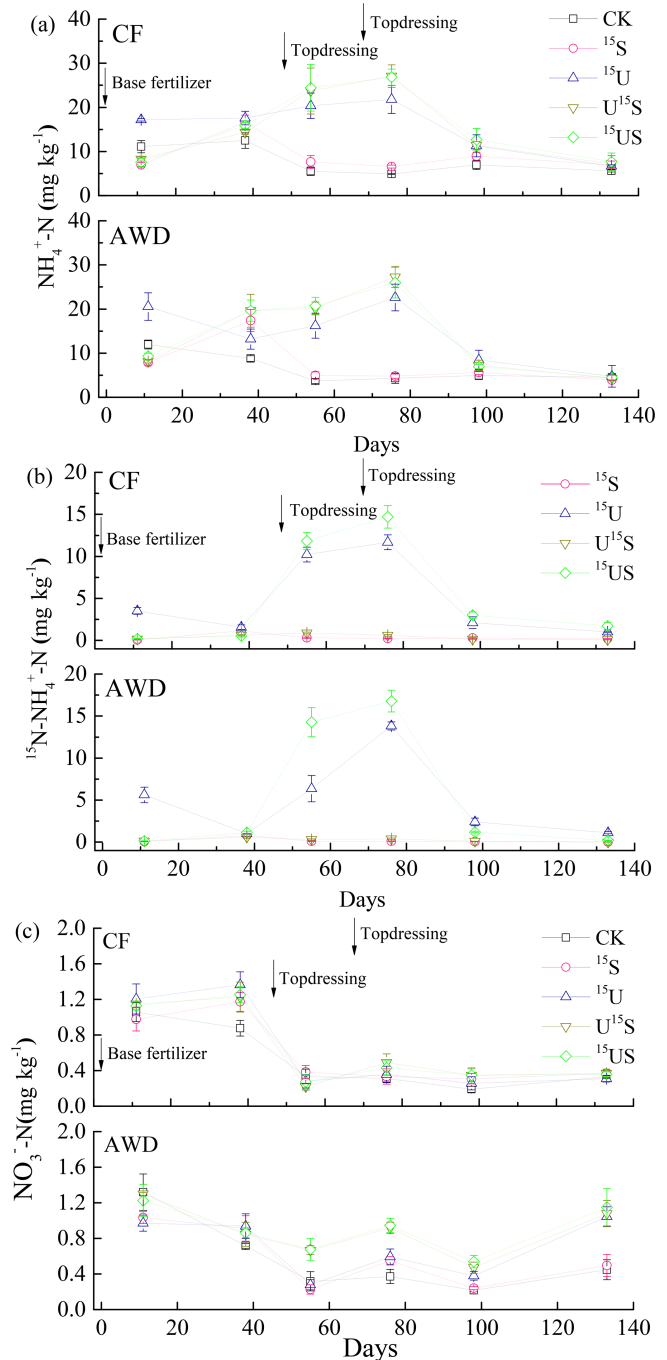 (a)
CF
Topdressing
Topdressing
Base fertilizer
CK
¹⁵S
¹⁵U
U¹⁵S
¹⁵US
40
30
20
10
0
AWD
40
30
20
10
0
NH₄⁺-N (mg kg⁻¹)
0 20 40 60 80 100 120 140
Days
(b)
CF
Topdressing
Topdressing
Base fertilizer
¹⁵S
¹⁵U
U¹⁵S
¹⁵US
20
15
10
5
0
AWD
15
10
5
0
¹⁵N-NH₄⁺-N (mg kg⁻¹)
0 20 40 60 80 100 120 140
Days
(c)
CF
Topdressing
Topdressing
Base fertilizer
CK
¹⁵S
¹⁵U
U¹⁵S
¹⁵US
2.0
1.6
1.2
0.8
0.4
0.0
AWD
2.0
1.6
1.2
0.8
0.4
0.0
NO₃⁻-N(mg kg⁻¹)
0 20 40 60 80 100 120 140
Days